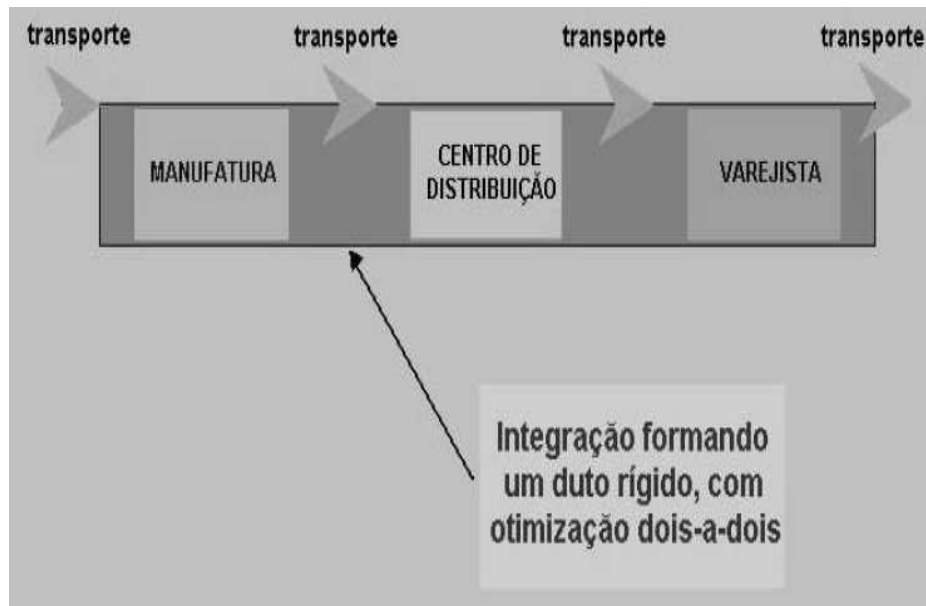 transporte transporte transporte transporte
MANUFATURA
CENTRO DE
DISTRIBUIÇÃO
VAREJISTA
Integração formando
um duto rígido, com
otimização dois-a-dois